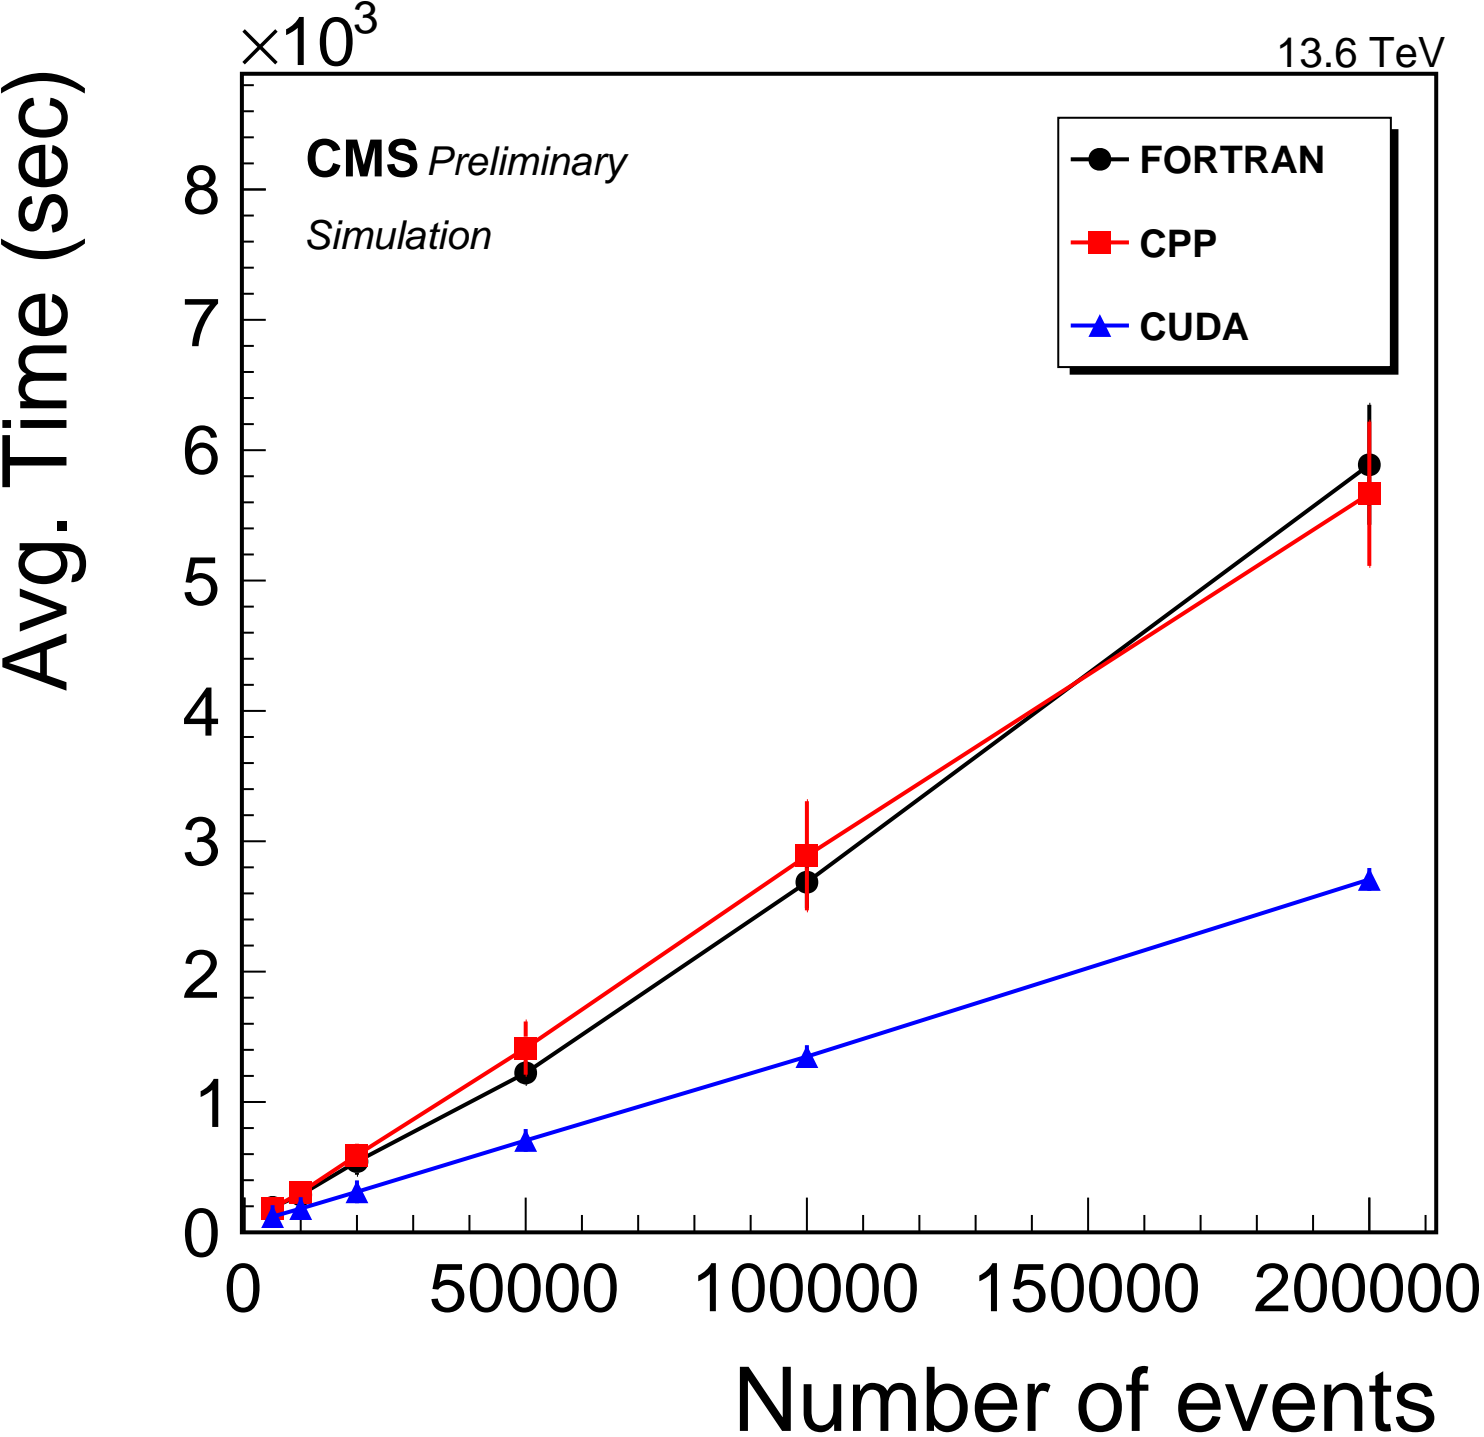 ×10³
13.6 TeV
CMS Preliminary
Simulation
FORTRAN
CPP
CUDA
Avg. Time (sec)
8
7
6
5
4
3
2
1
0
0 50000 100000 150000 200000
Number of events